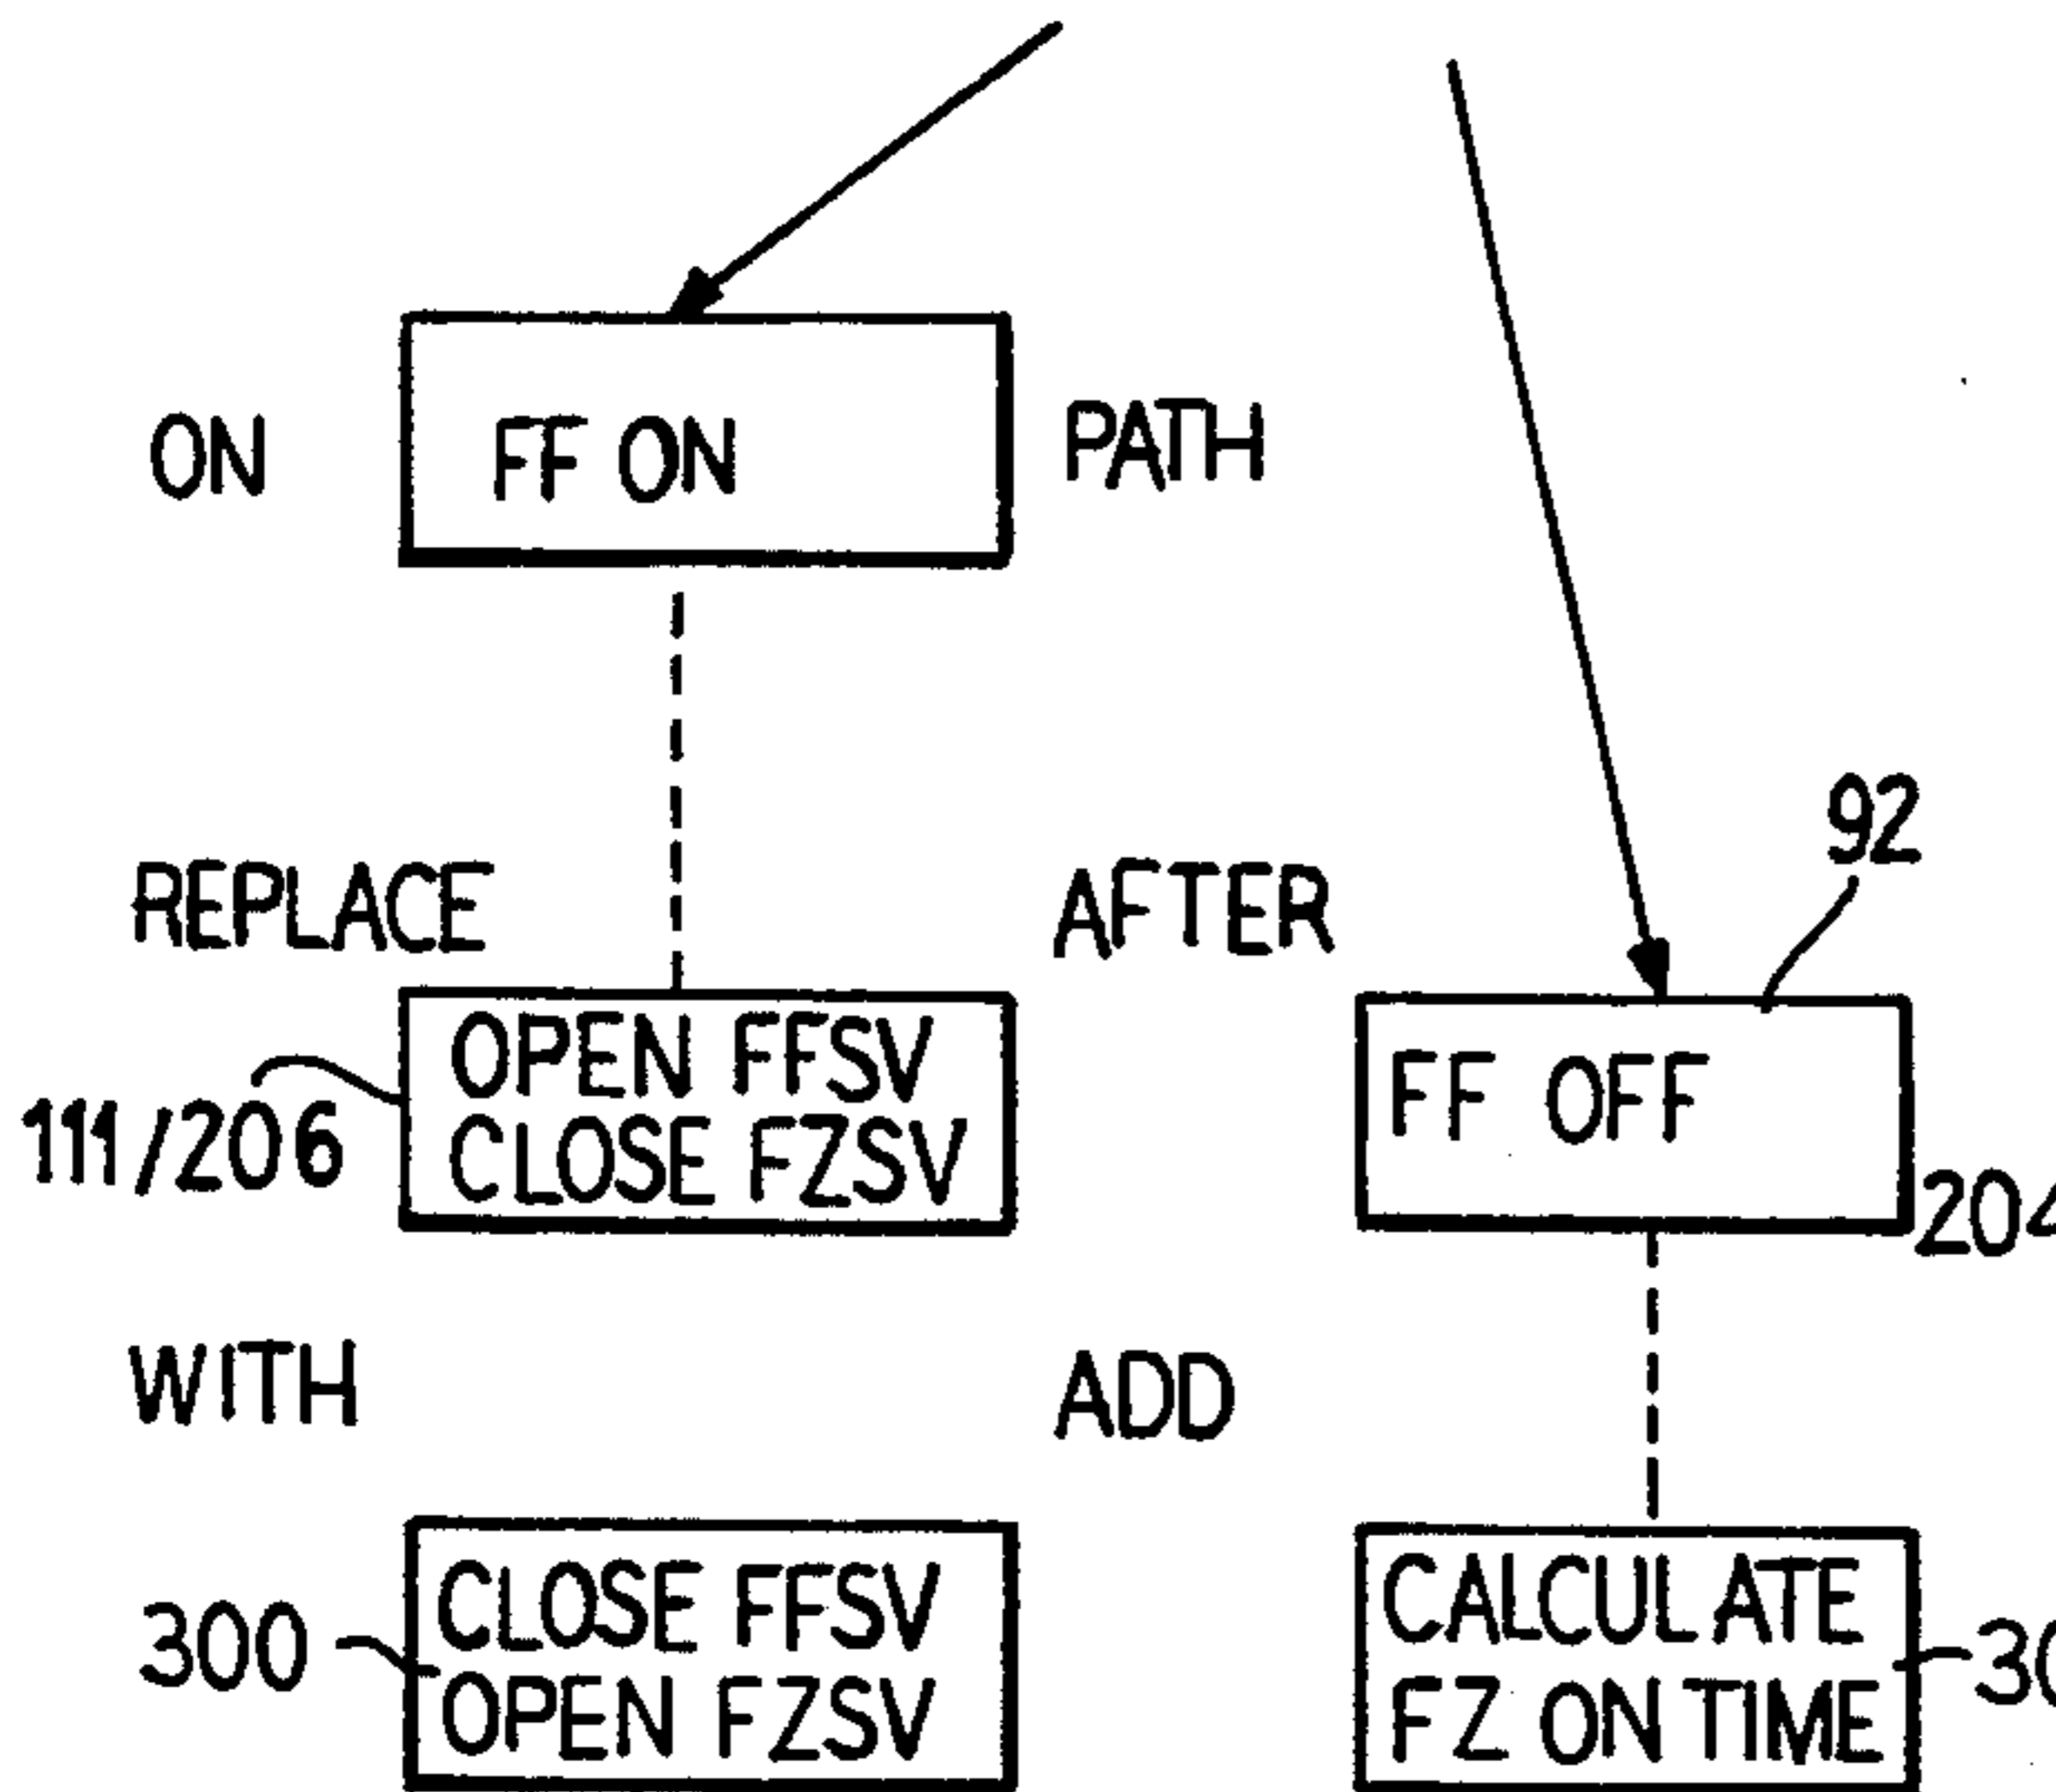 ON FF ON PATH
92
REPLACE AFTER
OPEN FFSV
CLOSE FZSV
111/206
FF OFF
WITH ADD
CLOSE FFSV
OPEN FZSV
300
CALCULATE
FZ ON TIME